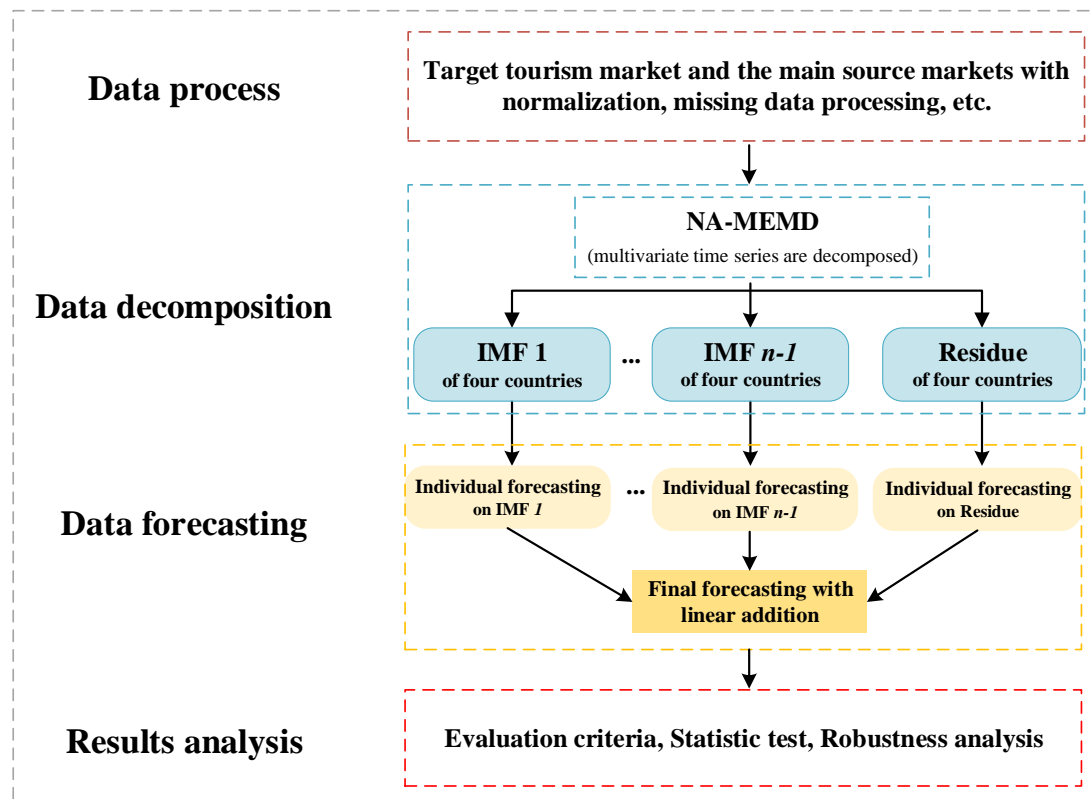 Data process
Target tourism market and the main source markets with
normalization, missing data processing, etc.
Data decomposition
NA-MEMD
(multivariate time series are decomposed)
IMF 1
of four countries
...
IMF n-1
of four countries
Residue
of four countries
Data forecasting
Individual forecasting
on IMF 1
...
Individual forecasting
on IMF n-1
Individual forecasting
on Residue
Final forecasting with
linear addition
Results analysis
Evaluation criteria, Statistic test, Robustness analysis